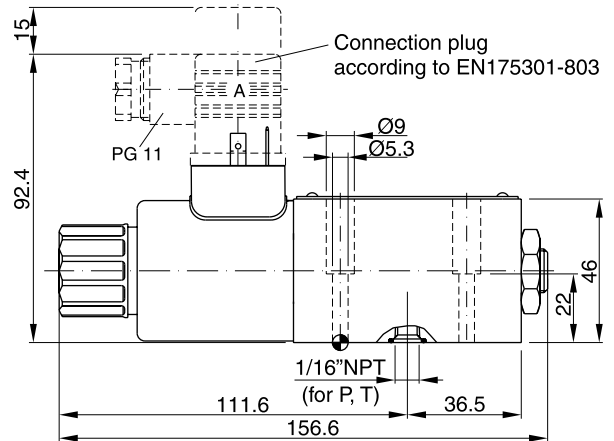 15
Connection plug
according to EN175301-803
A
PG 11
Ø9
Ø5.3
92.4
46
22
1/16”NPT
(for P, T)
111.6
36.5
156.6